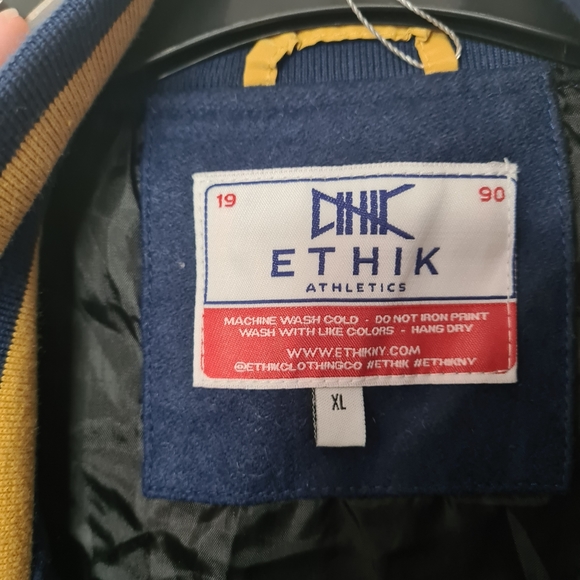 19 90
ETHIK
ATHLETICS
MACHINE WASH COLD - DO NOT IRON PRINT
WASH WITH LIKE COLORS - HANG DRY
WWW.ETHIKNY.COM
@ETHIKCLOTHINGCO #ETHIK #ETHIKNY
XL